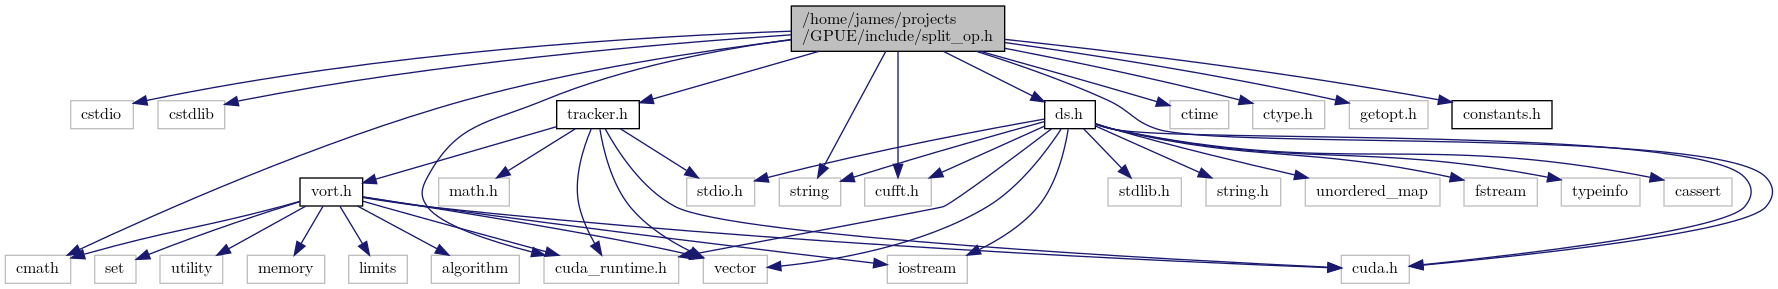 /home/james/projects
/GPUE/include/split_op.h
cstdio
cstdlib
tracker.h
ds.h
ctime
ctype.h
getopt.h
constants.h
vort.h
math.h
stdio.h
string
cufft.h
stdlib.h
string.h
unordered_map
fstream
typeinfo
cassert
cmath
set
utility
memory
limits
algorithm
cuda_runtime.h
vector
iostream
cuda.h